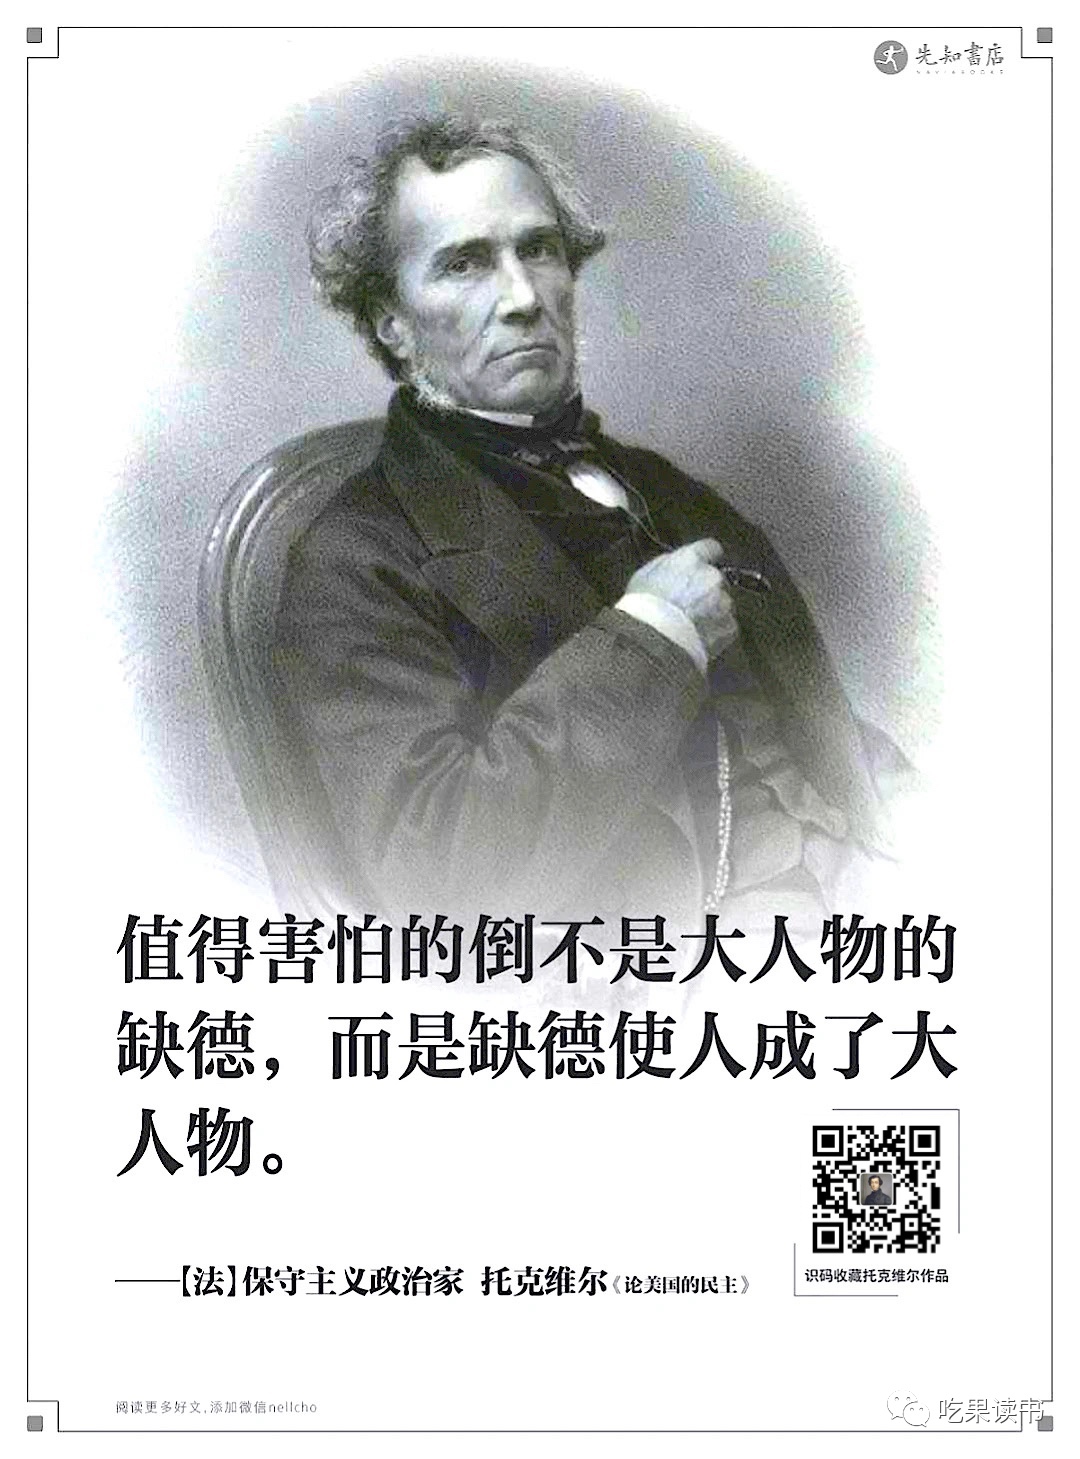 先知書店
NAVIABOOKS
值得害怕的倒不是大人物的
缺德，而是缺德使人成了大
人物。
——【法】保守主义政治家 托克维尔《论美国的民主》
识码收藏托克维尔作品
阅读更多好文,添加微信nellcho
吃果读书